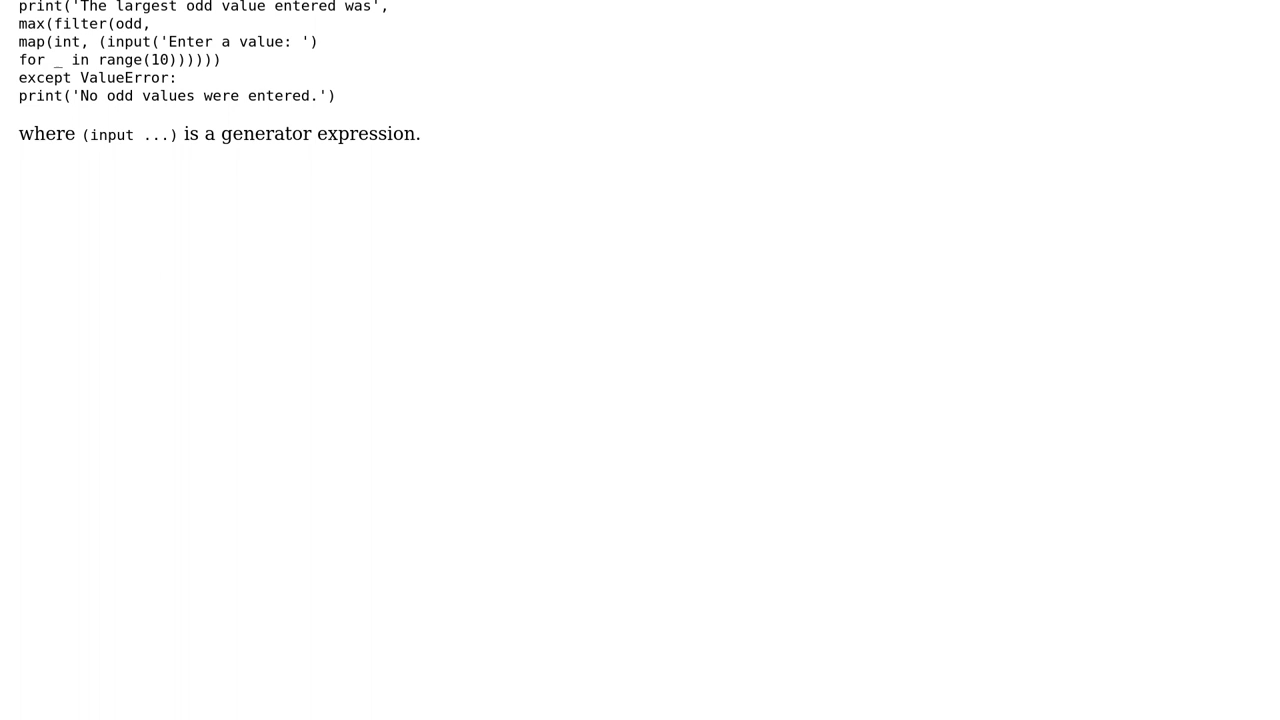 print('The largest odd value entered was',
max(filter(odd,
map(int, (input('Enter a value: ')
for _ in range(10))))))
except ValueError:
print('No odd values were entered.')
where (input ...) is a generator expression.